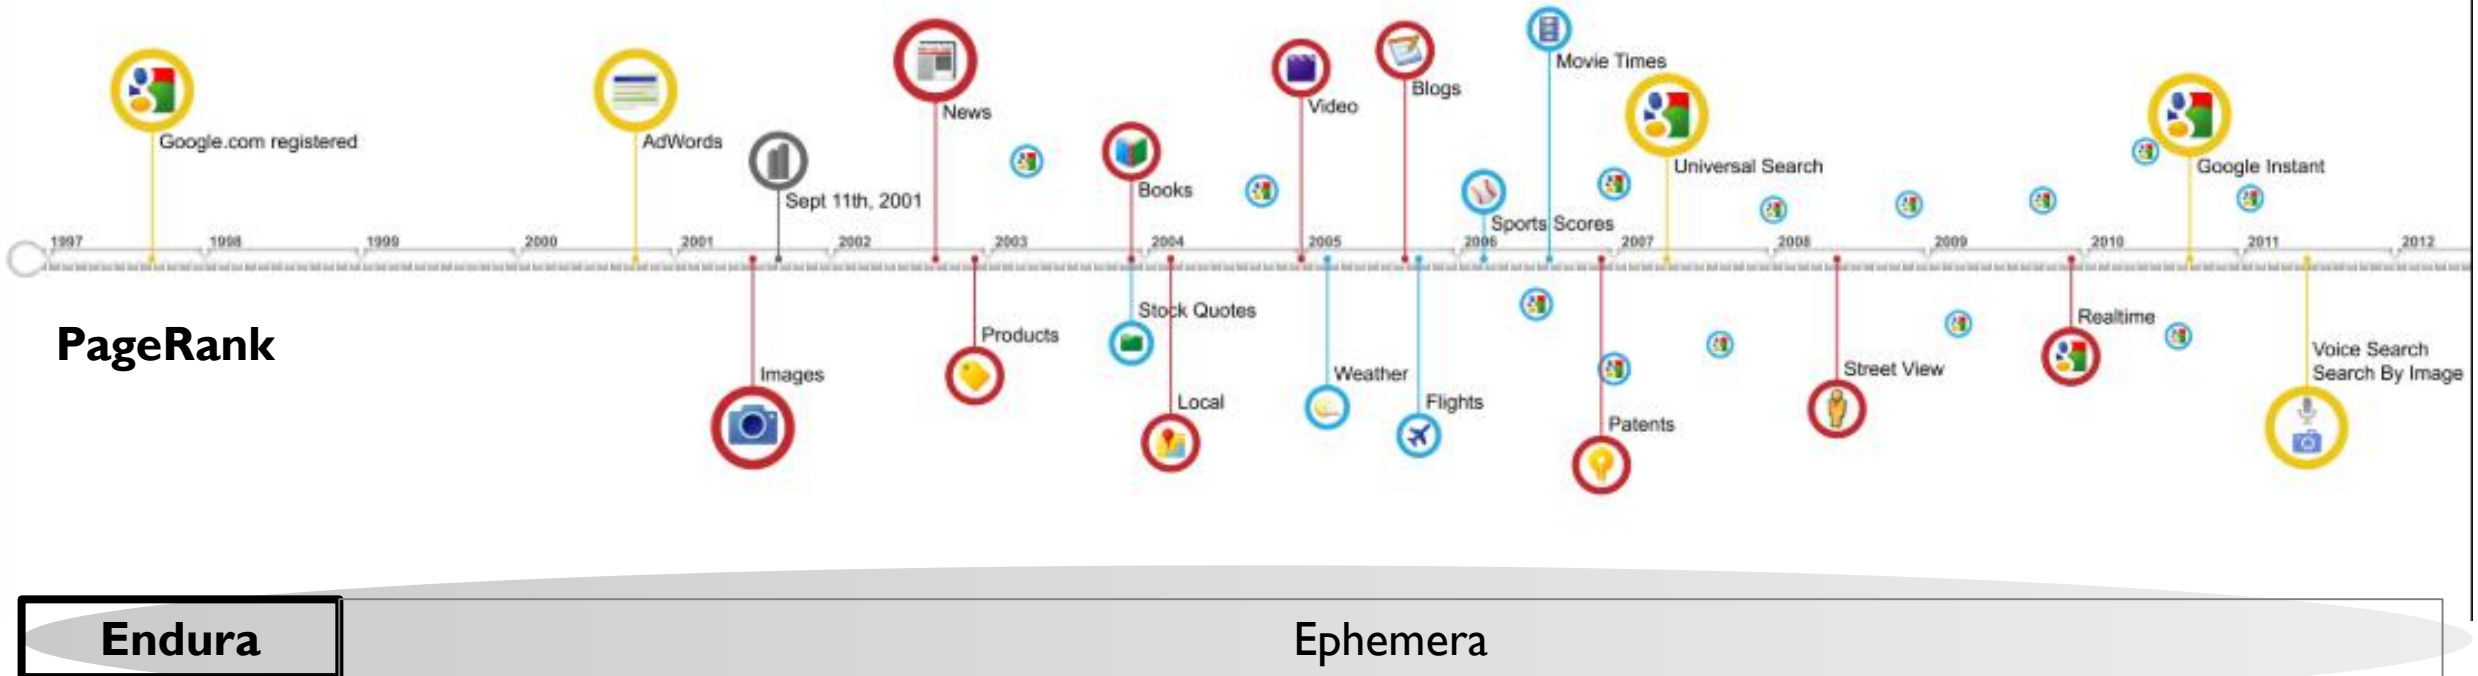 Movie Times
Blogs
Video
News
Google.com registered
AdWords
Universal Search
Google Instant
Books
Sept 11th, 2001
Sports Scores
1997 1998 1999 2000 2001 2002 2003 2004 2005 2006 2007 2008 2009 2010 2011 2012
Stock Quotes
Realtime
PageRank
Products
Voice Search
Search By Image
Images
Weather
Street View
Local
Flights
Patents
Endura
Ephemera